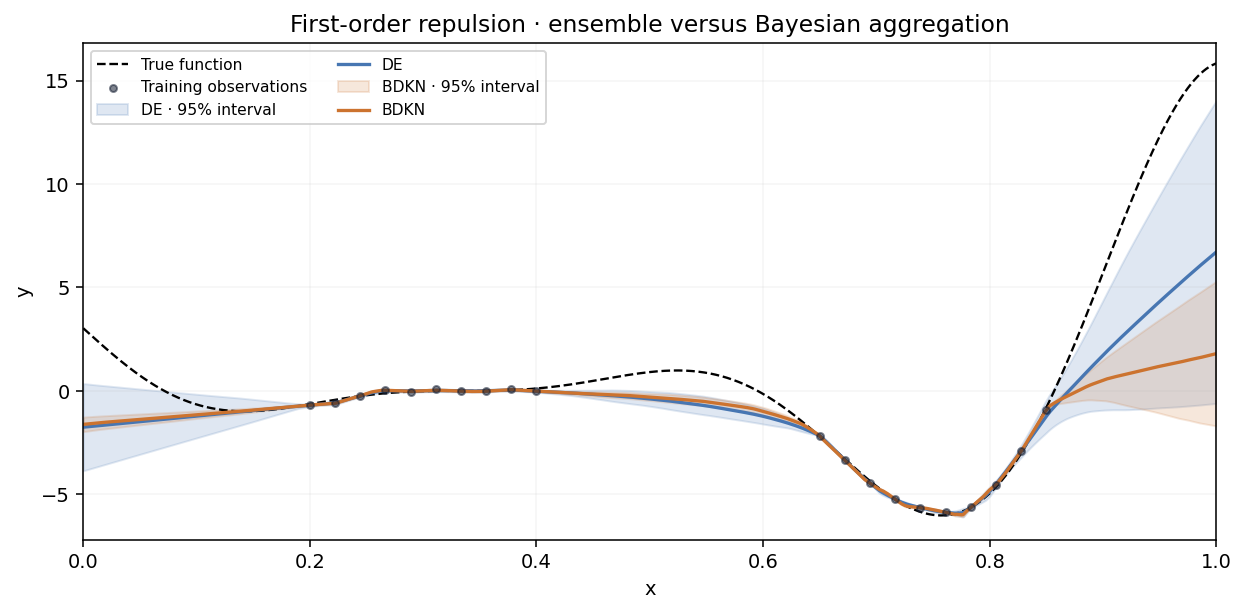 First-order repulsion · ensemble versus Bayesian aggregation
True function
Training observations
DE · 95% interval
DE
BDKN · 95% interval
BDKN
y
15
10
5
0
−5
0.0
0.2
0.4
0.6
0.8
1.0
x